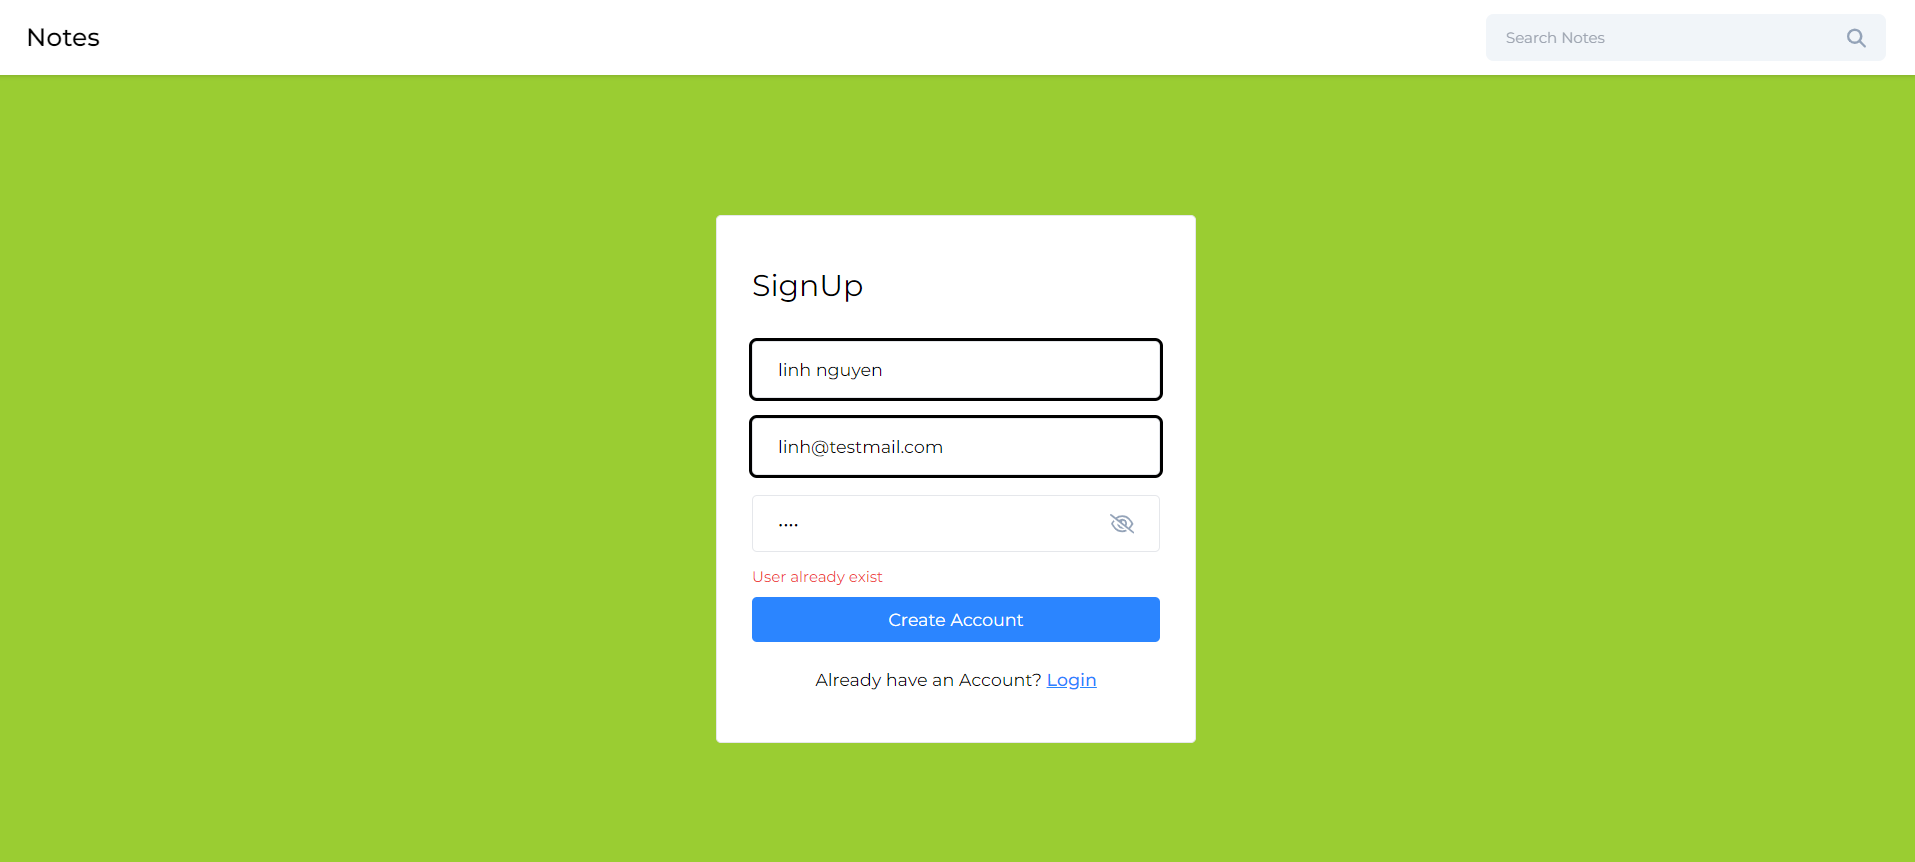 Notes
Search Notes
SignUp
linh nguyen
linh@testmail.com
••••
User already exist
Create Account
Already have an Account? Login